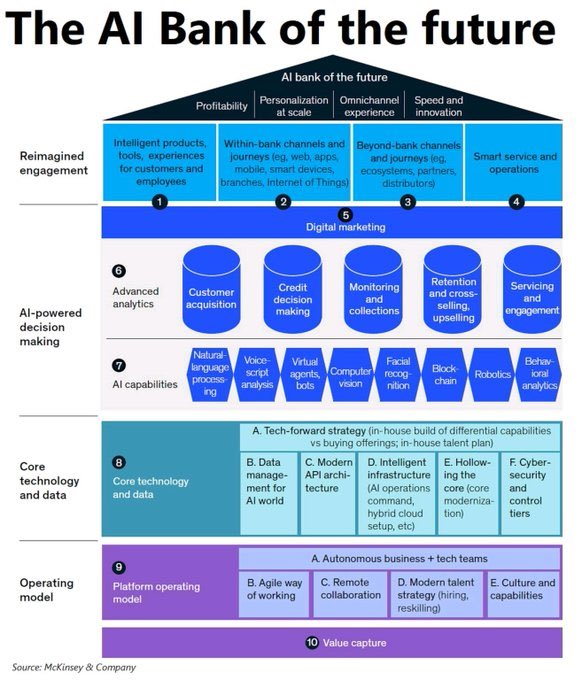 The AI Bank of the future
AI bank of the future
Profitability
Personalization
at scale
Omnichannel
experience
Speed and
innovation
Reimagined
engagement
Intelligent products,
tools, experiences
for customers and
employees
1
Within-bank channels
and journeys (eg, web, apps,
mobile, smart devices,
branches, Internet of Things)
2
Beyond-bank channels
and journeys (eg,
ecosystems, partners,
distributors)
3
Smart service and
operations
4
AI-powered
decision
making
5
Digital marketing
6
Advanced
analytics
Customer
acquisition
Credit
decision
making
Monitoring
and
collections
Retention
and cross-
selling,
upselling
Servicing
and
engagement
7
AI capabilities
Natural-
language
process-
ing
Voice-
script
analysis
Virtual
agents,
bots
Computer
vision
Facial
recog-
nition
Block-
chain
Robotics
Behav-
ioral
analytics
Core
technology
and data
8
Core technology
and data
A. Tech-forward strategy (in-house build of differential capabilities
vs buying offerings; in-house talent plan)
B. Data
manage-
ment for
AI world
C. Modern
API archi-
tecture
D. Intelligent
infrastructure
(AI operations
command,
hybrid cloud
setup, etc)
E. Hollow-
ing the
core (core
moderniza-
tion)
F. Cyber-
security
and
control
tiers
Operating
model
9
Platform operating
model
A. Autonomous business + tech teams
B. Agile way
of working
C. Remote
collaboration
D. Modern talent
strategy (hiring,
reskilling)
E. Culture and
capabilities
10 Value capture
Source: McKinsey & Company